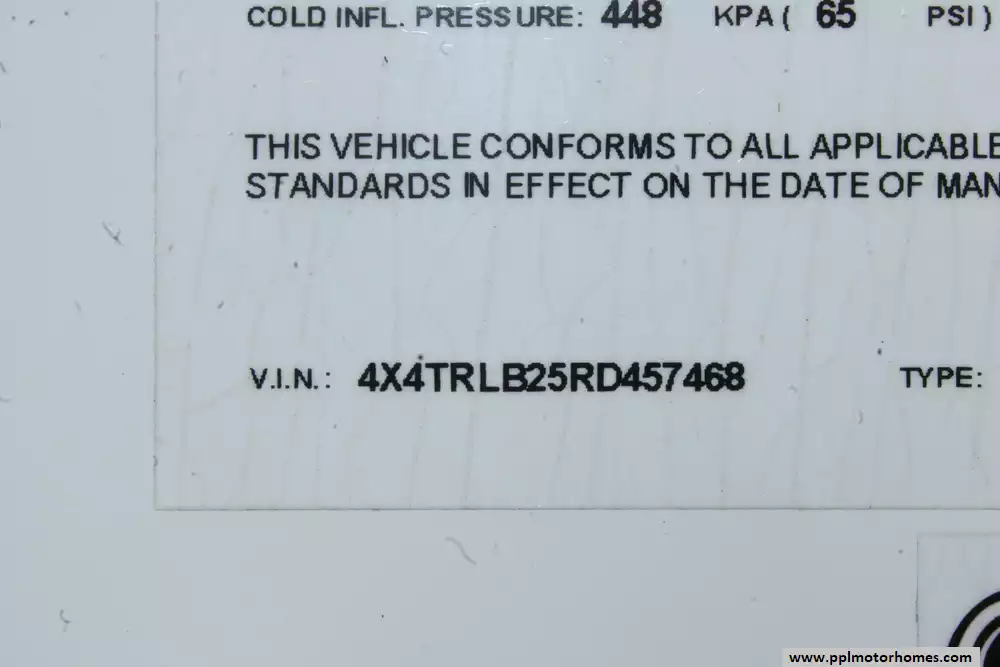 COLD INFL. PRESSURE: 448 KPA ( 65 PSI )
THIS VEHICLE CONFORMS TO ALL APPLICABLE
STANDARDS IN EFFECT ON THE DATE OF MAN
V.I.N.: 4X4TRLB25RD457468 TYPE:
www.pplmotorhomes.com